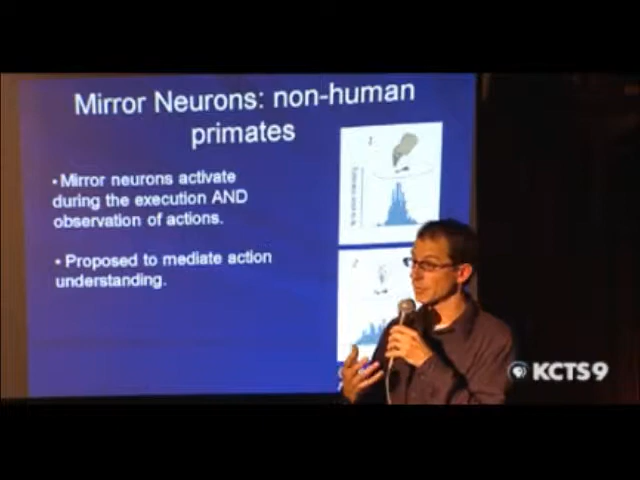 Mirror Neurons: non-human
primates
• Mirror neurons activate
during the execution AND
observation of actions.
• Proposed to mediate action
understanding.
KCTS9